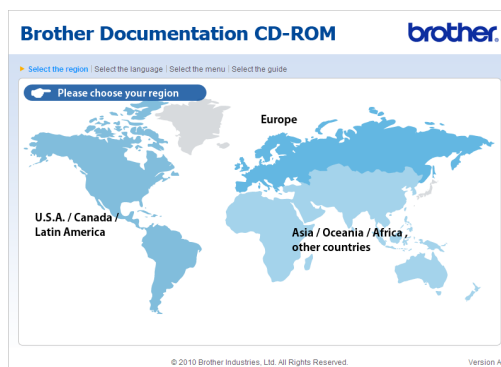 Brother Documentation CD-ROM
brother.
Select the region | Select the language | Select the menu | Select the guide
Please choose your region
Europe
U.S.A. / Canada /
Latin America
Asia / Oceania / Africa ,
other countries
© 2010 Brother Industries, Ltd. All Rights Reserved.
Version A